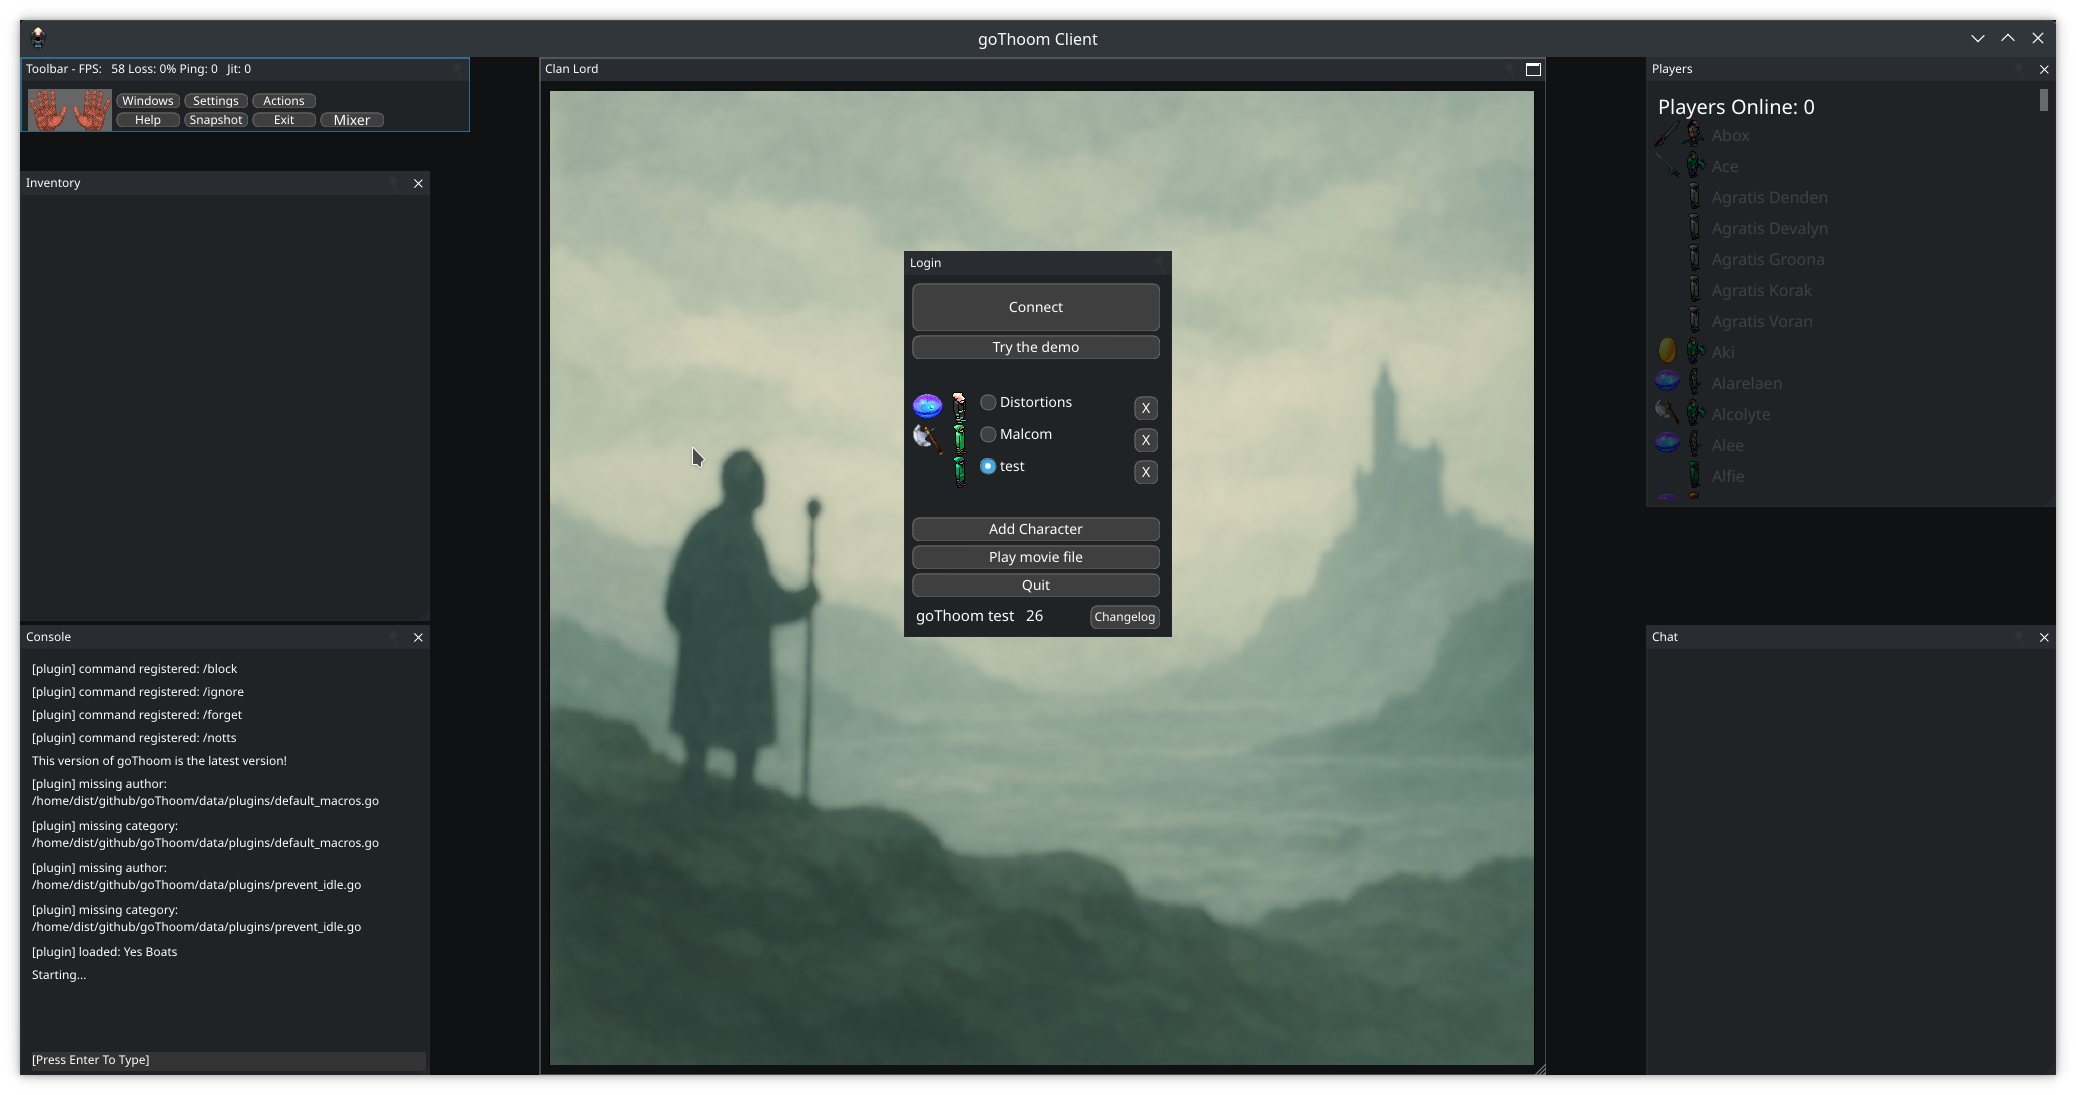 goThoom Client
Toolbar - FPS: 58 Loss: 0% Ping: 0 Jit: 0
Windows Settings Actions
Help Snapshot Exit Mixer
Inventory
Console
[plugin] command registered: /block
[plugin] command registered: /ignore
[plugin] command registered: /forget
[plugin] command registered: /notts
This version of goThoom is the latest version!
[plugin] missing author:
/home/dist/github/goThoom/data/plugins/default_macros.go
[plugin] missing category:
/home/dist/github/goThoom/data/plugins/default_macros.go
[plugin] missing author:
/home/dist/github/goThoom/data/plugins/prevent_idle.go
[plugin] missing category:
/home/dist/github/goThoom/data/plugins/prevent_idle.go
[plugin] loaded: Yes Boats
Starting...
[Press Enter To Type]
Clan Lord
Login
Connect
Try the demo
Distortions X
Malcom X
test X
Add Character
Play movie file
Quit
goThoom test 26 Changelog
Players
Players Online: 0
Abox
Ace
Agratis Denden
Agratis Devalyn
Agratis Groona
Agratis Korak
Agratis Voran
Aki
Alarelaen
Alcolyte
Alee
Alfie
Chat